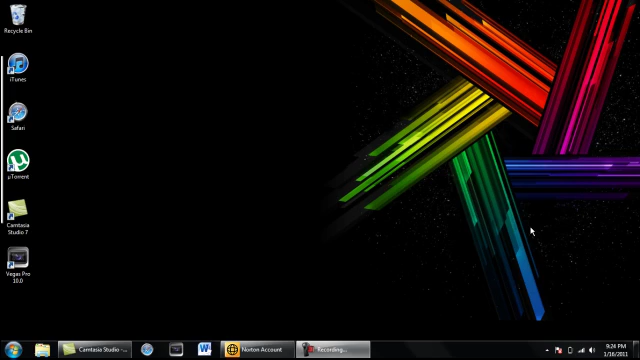 Recycle Bin
iTunes
Safari
µTorrent
Camtasia
Studio 7
Vegas Pro
10.0
Camtasia Studio -...
W
Norton Account
Recording...
9:24 PM
1/16/2011